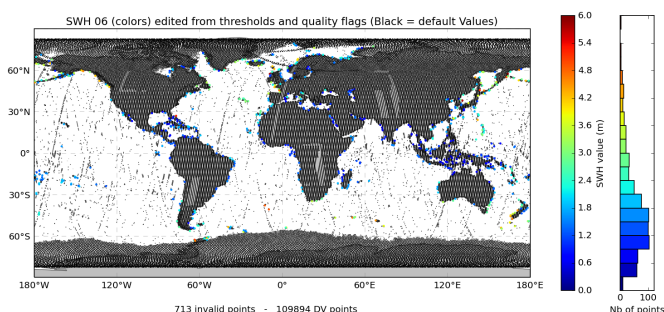 SWH 06 (colors) edited from thresholds and quality flags (Black = default Values)
60°N
30°N
0°
30°S
60°S
180°W
120°W
60°W
0°
60°E
120°E
180°E
713 invalid points - 109894 DV points
6.0
5.4
4.8
4.2
3.6
3.0
2.4
1.8
1.2
0.6
0.0
SWH value (m)
0
100
Nb of points